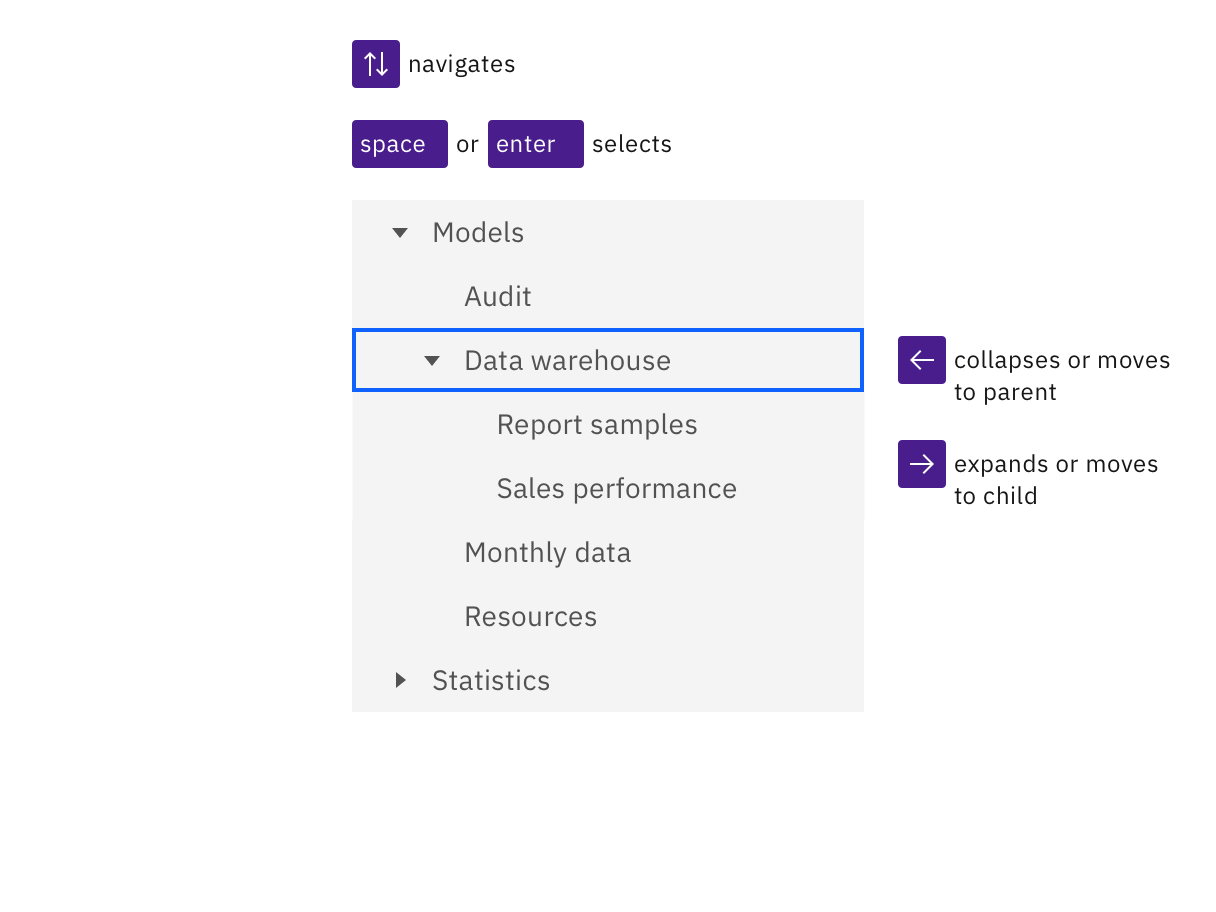 navigates
space or enter selects
Models
Audit
Data warehouse
collapses or moves
to parent
Report samples
expands or moves
to child
Sales performance
Monthly data
Resources
Statistics